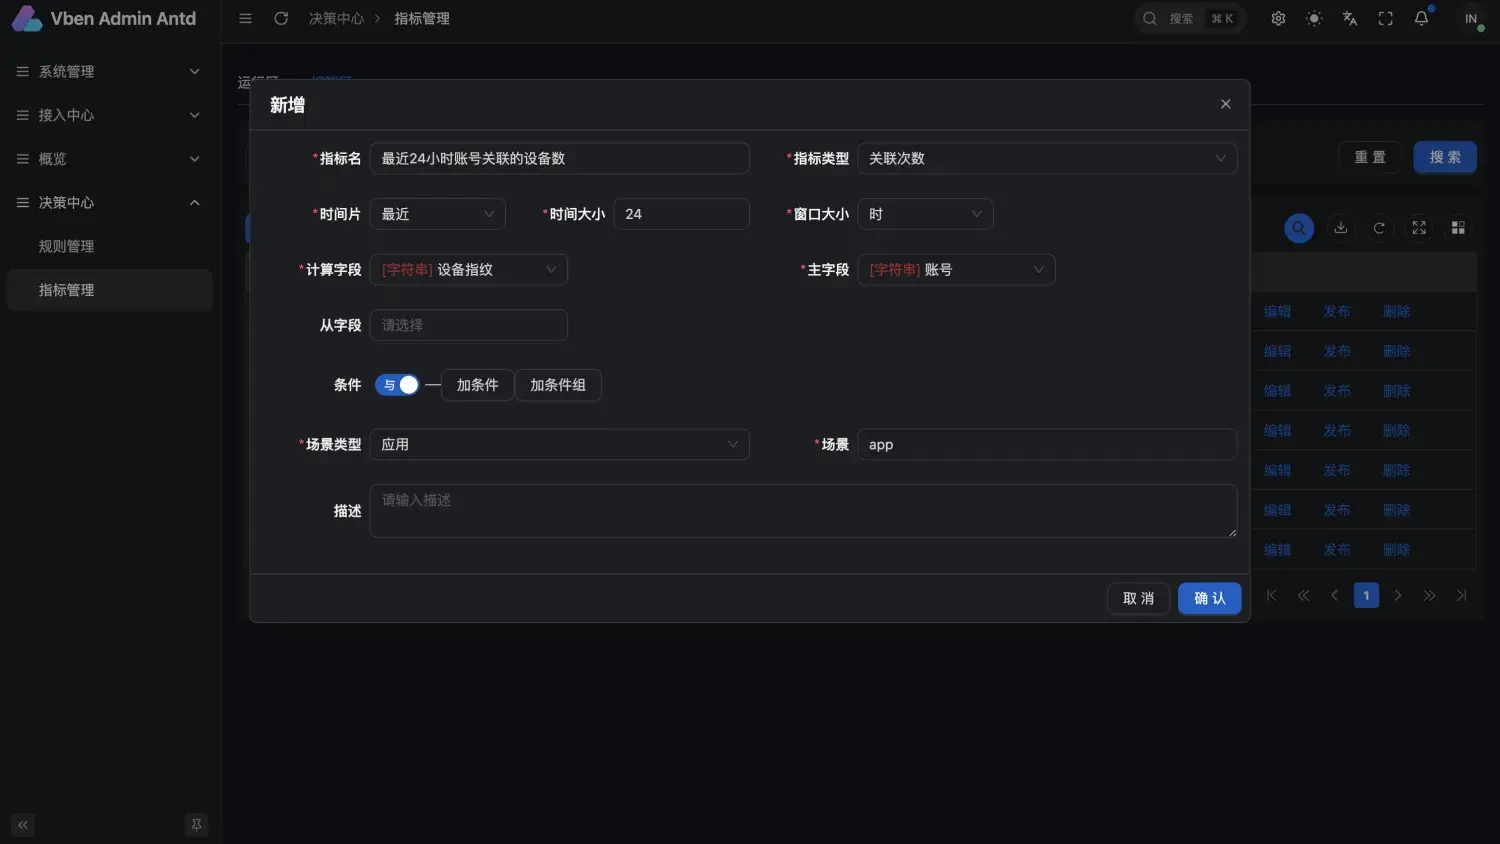 Vben Admin Antd
决策中心 > 指标管理
搜索 ⌘ K
IN
系统管理
接入中心
概览
决策中心
规则管理
指标管理
新增
*指标名 最近24小时账号关联的设备数 *指标类型 关联次数
*时间片 最近 *时间大小 24 *窗口大小 时
*计算字段 [字符串] 设备指纹 *主字段 [字符串] 账号
从字段 请选择
条件 与 加条件 加条件组
*场景类型 应用 *场景 app
描述 请输入描述
取 消 确 认
重 置 搜 索
编辑 发布 删除
编辑 发布 删除
编辑 发布 删除
编辑 发布 删除
编辑 发布 删除
编辑 发布 删除
编辑 发布 删除
1